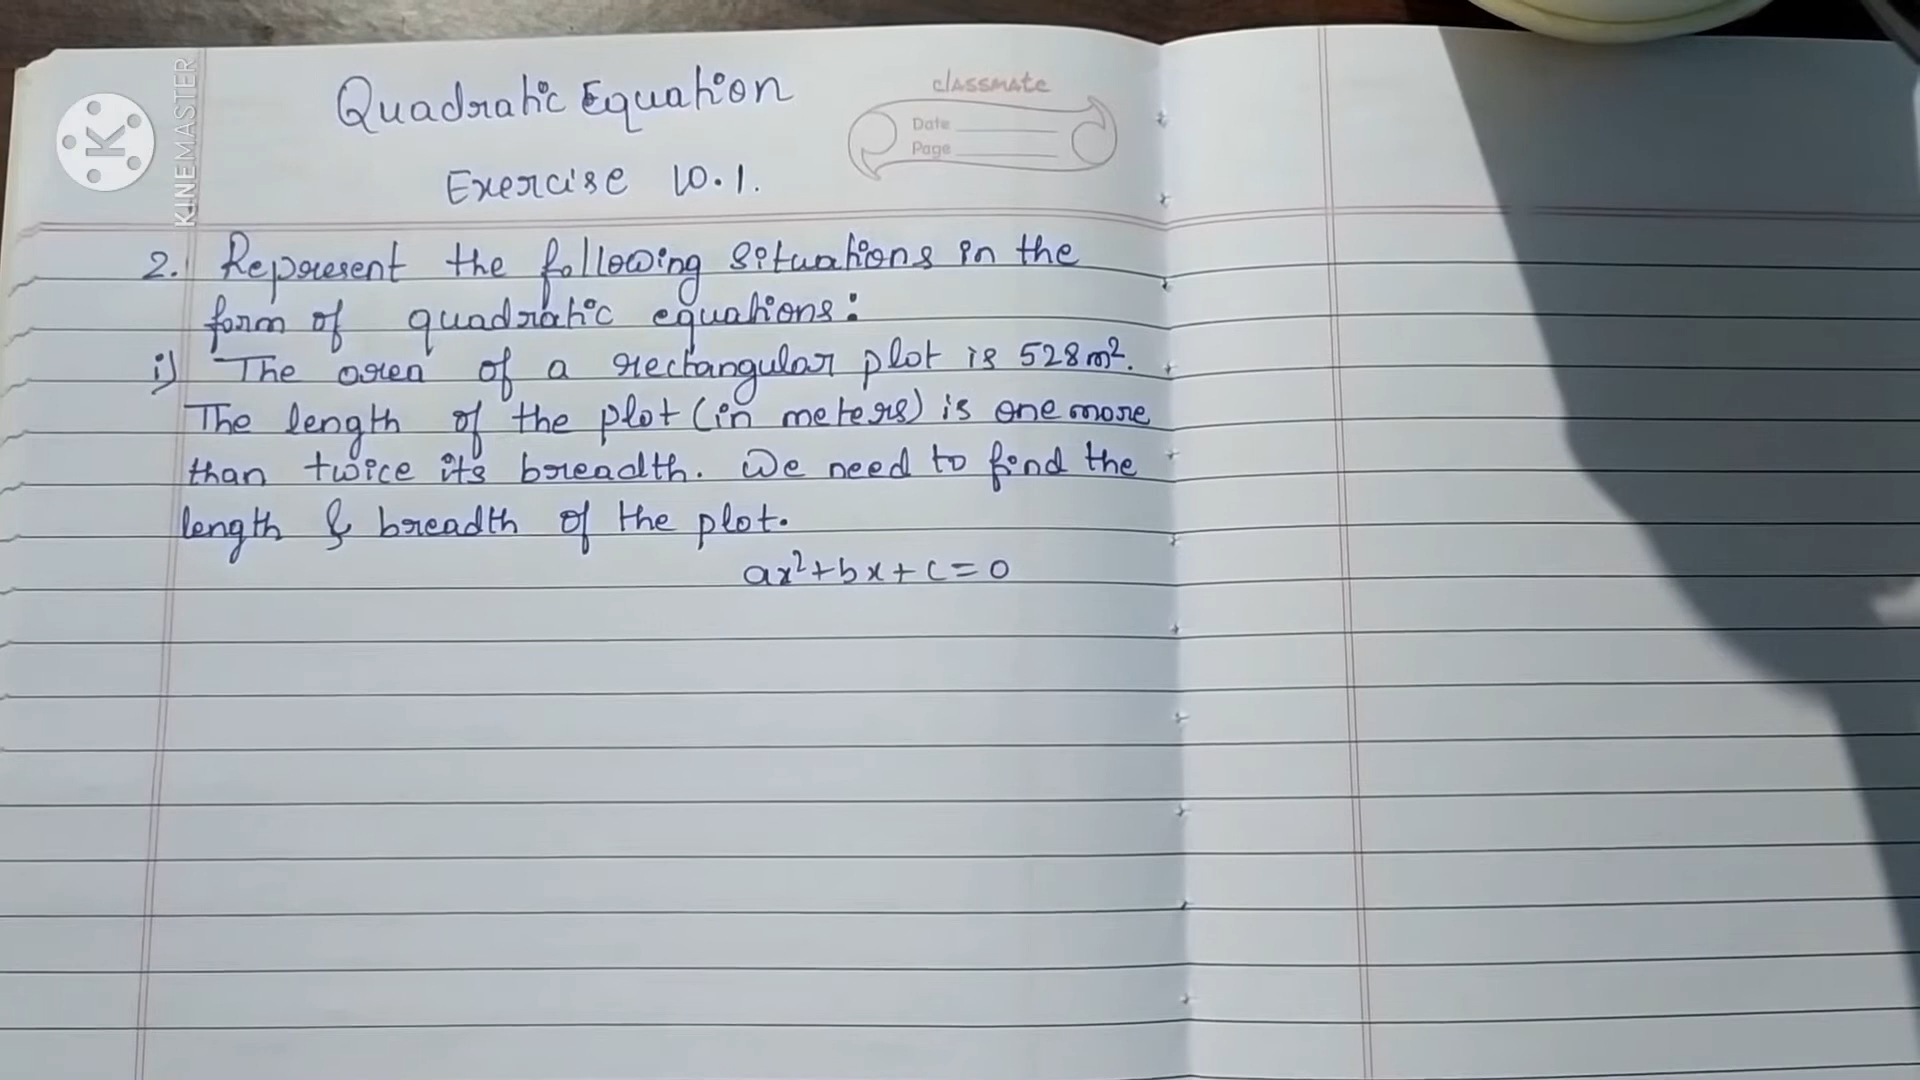 Quadratic Equation
classmate
Date
Page
Exercise 10.1.
KINEMASTER
K
2. Represent the following situations in the
form of quadratic equations:
i) The area of a rectangular plot is 528m².
The length of the plot (in meters) is one more
than twice its breadth. We need to find the
length & breadth of the plot.
ax²+bx+c=0